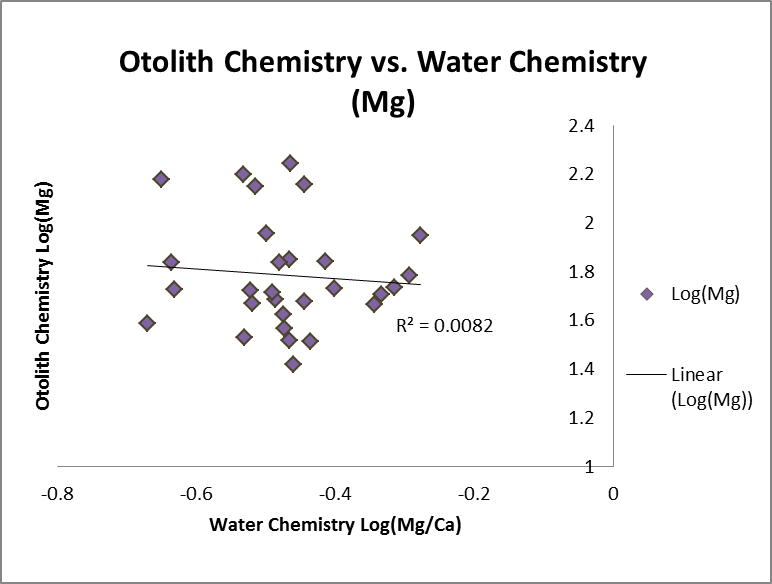 Otolith Chemistry vs. Water Chemistry
(Mg)
Otolith Chemistry Log(Mg)
2.4
2.2
2
1.8
1.6
1.4
1.2
1
R² = 0.0082
Log(Mg)
Linear
(Log(Mg))
-0.8 -0.6 -0.4 -0.2 0
Water Chemistry Log(Mg/Ca)